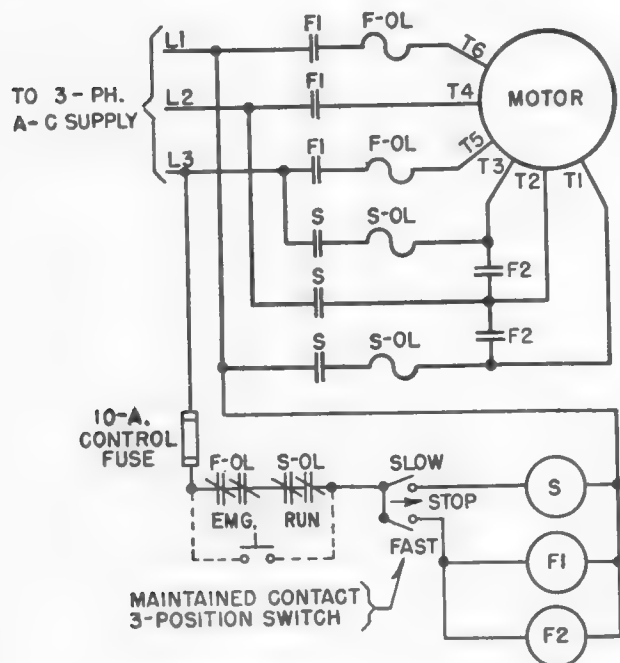 F1
F-OL
L1
T6
TO 3-PH.
A-C SUPPLY
L2
F1
T4
MOTOR
F1
F-OL
T5
L3
T3
T2
T1
S
S-OL
F2
S
F2
S
S-OL
10-A.
CONTROL
FUSE
F-OL
S-OL
SLOW
S
STOP
EMG.
RUN
FAST
F1
MAINTAINED CONTACT
3-POSITION SWITCH
F2